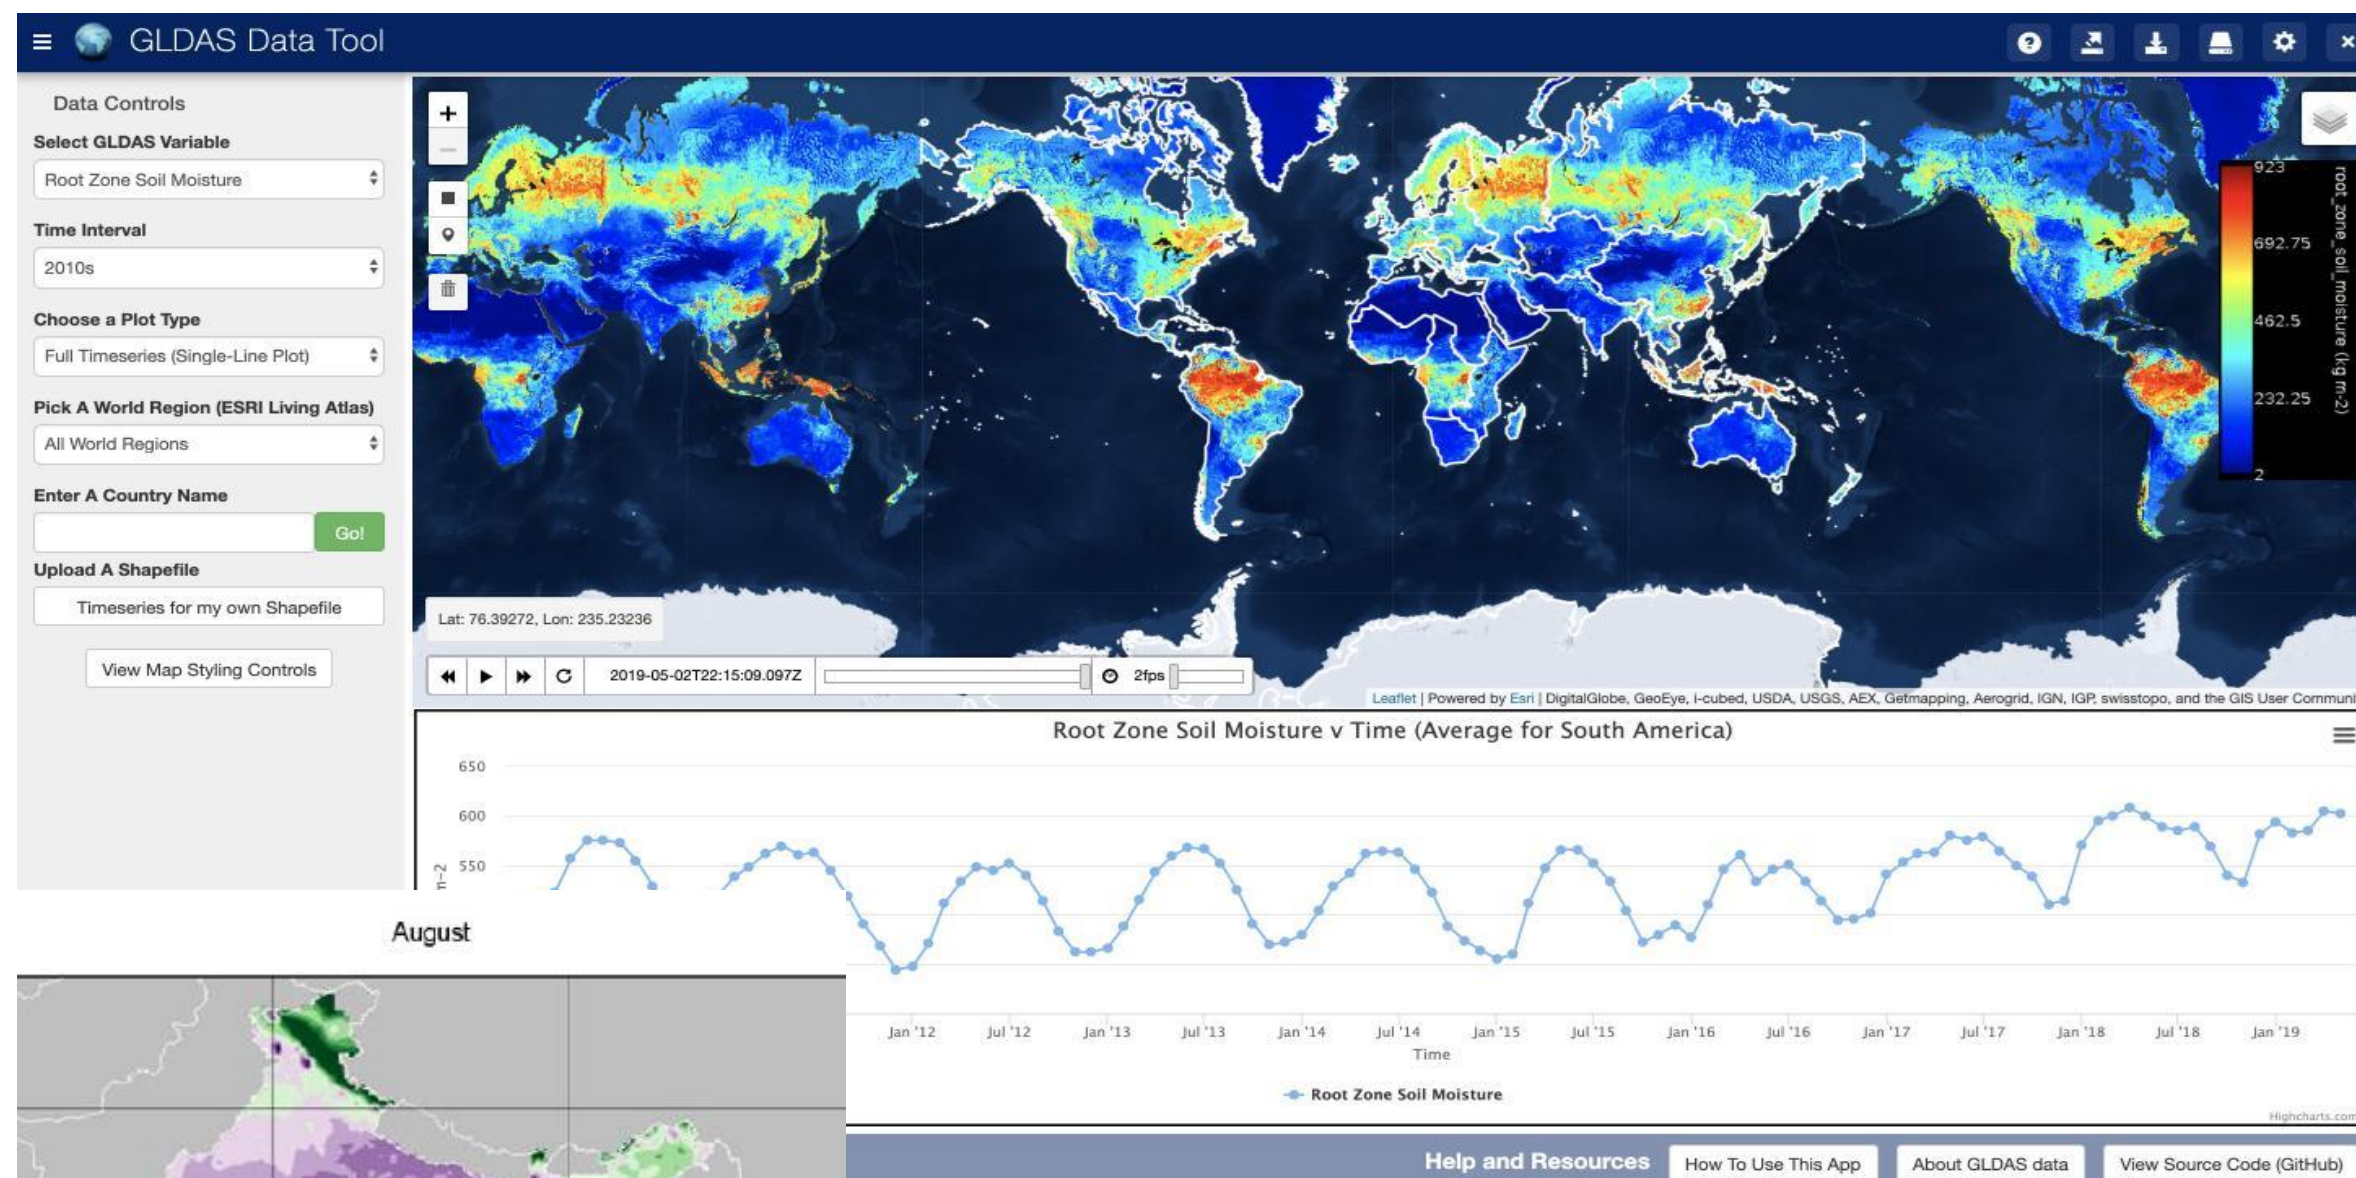 GLDAS Data Tool
Data Controls
Select GLDAS Variable
Root Zone Soil Moisture
Time Interval
2010s
Choose a Plot Type
Full Timeseries (Single-Line Plot)
Pick A World Region (ESRI Living Atlas)
All World Regions
Enter A Country Name
Go!
Upload A Shapefile
Timeseries for my own Shapefile
View Map Styling Controls
+
−
923
692.75
462.5
232.25
2
root_zone_soil_moisture (kg m-2)
Lat: 76.39272, Lon: 235.23236
2019-05-02T22:15:09.097Z
2fps
Leaflet | Powered by Esri | DigitalGlobe, GeoEye, i-cubed, USDA, USGS, AEX, Getmapping, Aerogrid, IGN, IGP, swisstopo, and the GIS User Communi
Root Zone Soil Moisture v Time (Average for South America)
650
600
550
m-2
Jan '12 Jul '12 Jan '13 Jul '13 Jan '14 Jul '14 Jan '15 Jul '15 Jan '16 Jul '16 Jan '17 Jul '17 Jan '18 Jul '18 Jan '19
Time
Root Zone Soil Moisture
Highcharts.com
August
Help and Resources
How To Use This App
About GLDAS data
View Source Code (GitHub)